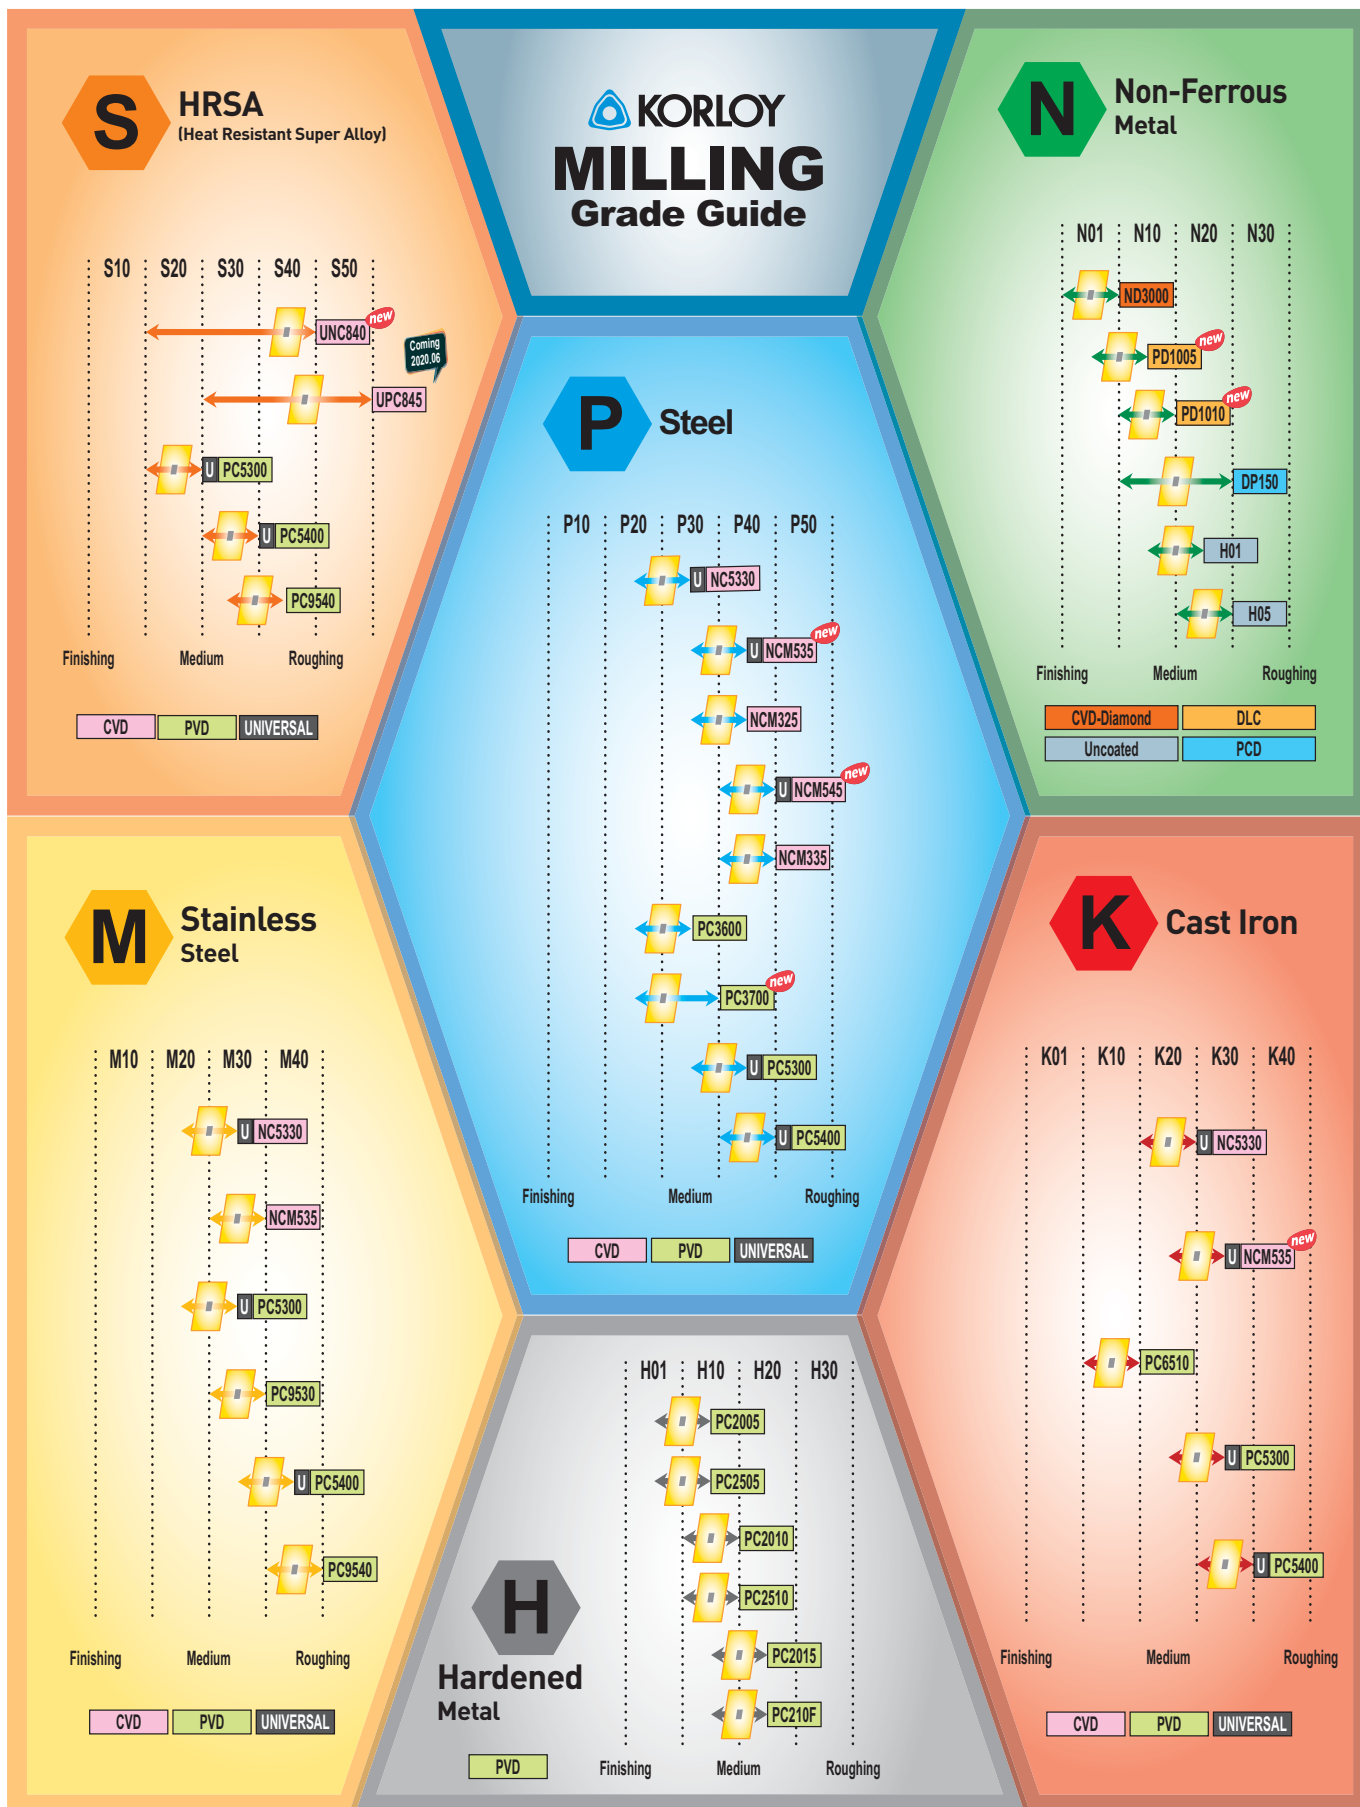 KORLOY
MILLING
Grade Guide
S
HRSA
(Heat Resistant Super Alloy)
S10 S20 S30 S40 S50
UNC840 new
Coming
2020.06
UPC845
U PC5300
U PC5400
PC9540
Finishing Medium Roughing
CVD PVD UNIVERSAL
N
Non-Ferrous
Metal
N01 N10 N20 N30
ND3000
PD1005 new
PD1010 new
DP150
H01
H05
Finishing Medium Roughing
CVD-Diamond DLC
Uncoated PCD
P
Steel
P10 P20 P30 P40 P50
U NC5330
U NCM535 new
NCM325
U NCM545 new
NCM335
PC3600
PC3700 new
U PC5300
U PC5400
Finishing Medium Roughing
CVD PVD UNIVERSAL
M
Stainless
Steel
M10 M20 M30 M40
U NC5330
NCM535
U PC5300
PC9530
U PC5400
PC9540
Finishing Medium Roughing
CVD PVD UNIVERSAL
K
Cast Iron
K01 K10 K20 K30 K40
U NC5330
U NCM535 new
PC6510
U PC5300
U PC5400
Finishing Medium Roughing
CVD PVD UNIVERSAL
H
Hardened
Metal
H01 H10 H20 H30
PC2005
PC2505
PC2010
PC2510
PC2015
PC210F
Finishing Medium Roughing
PVD